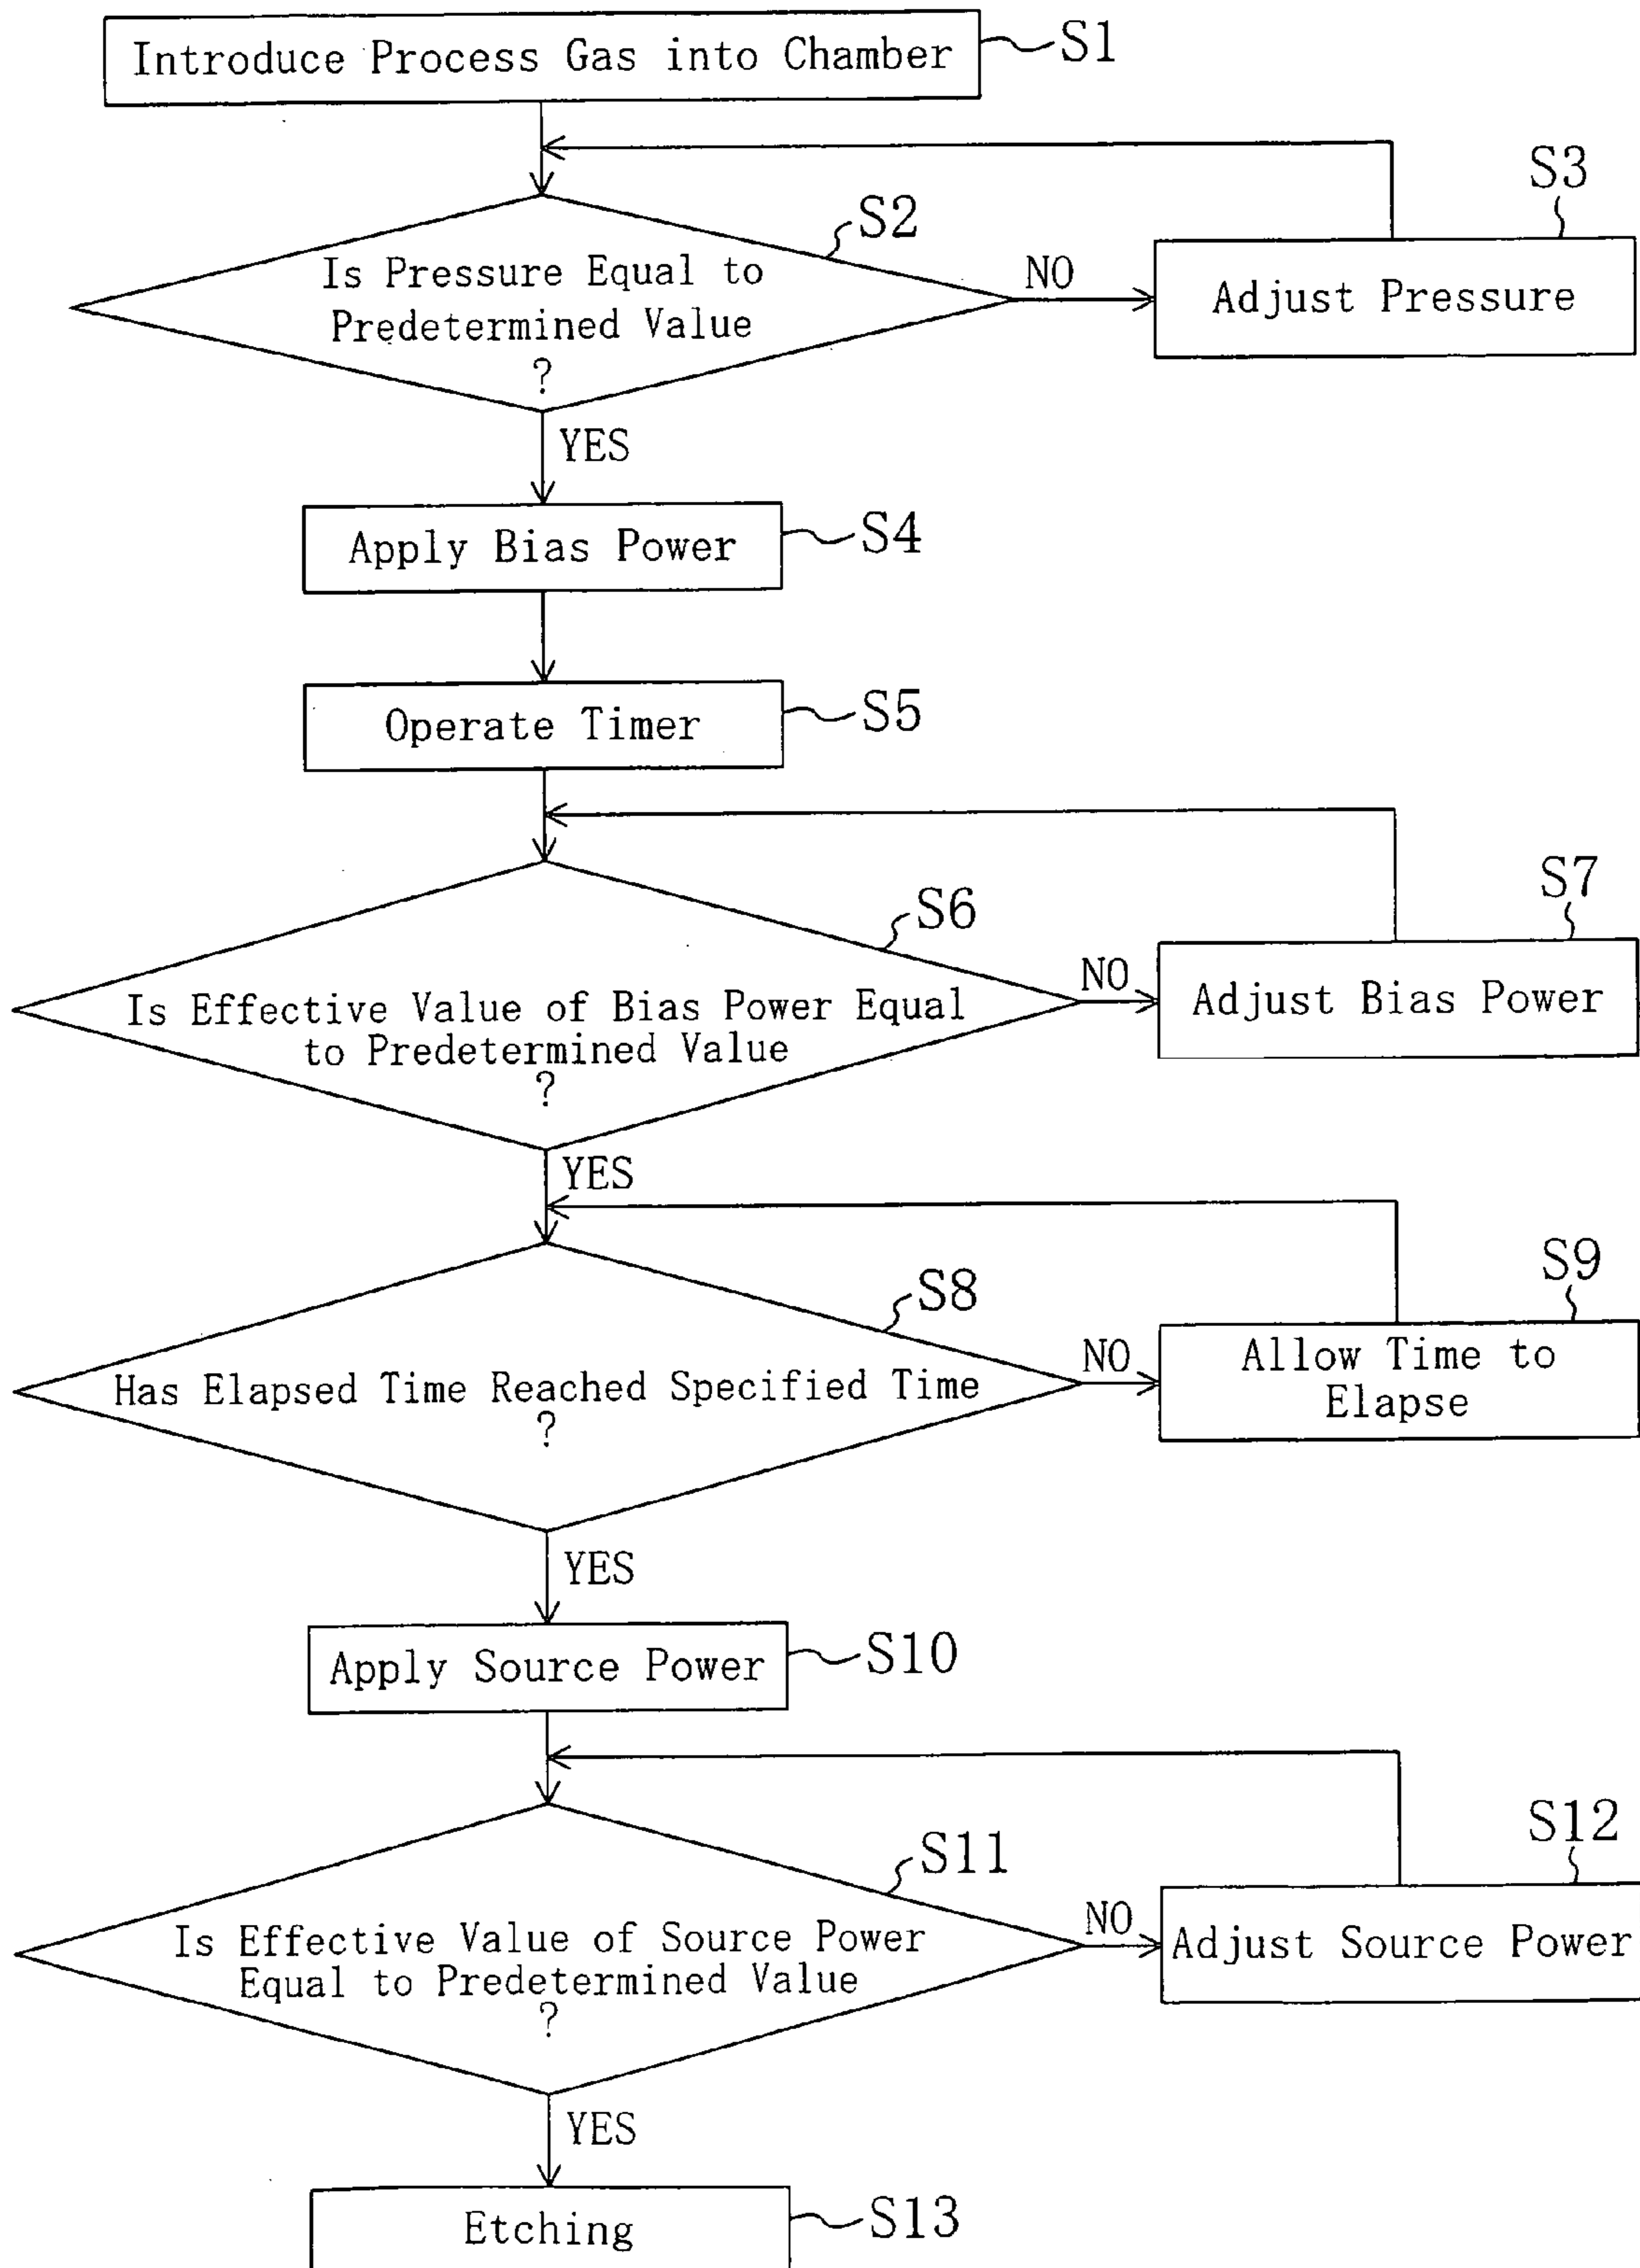 Introduce Process Gas into Chamber
S1
S3
S2
Is Pressure Equal to
Predetermined Value
?
NO
Adjust Pressure
YES
Apply Bias Power
S4
Operate Timer
S5
S7
S6
Is Effective Value of Bias Power Equal
to Predetermined Value
?
NO
Adjust Bias Power
YES
S9
S8
Has Elapsed Time Reached Specified Time
?
NO
Allow Time to
Elapse
YES
Apply Source Power
S10
S12
S11
Is Effective Value of Source Power
Equal to Predetermined Value
?
NO
Adjust Source Power
YES
Etching
S13